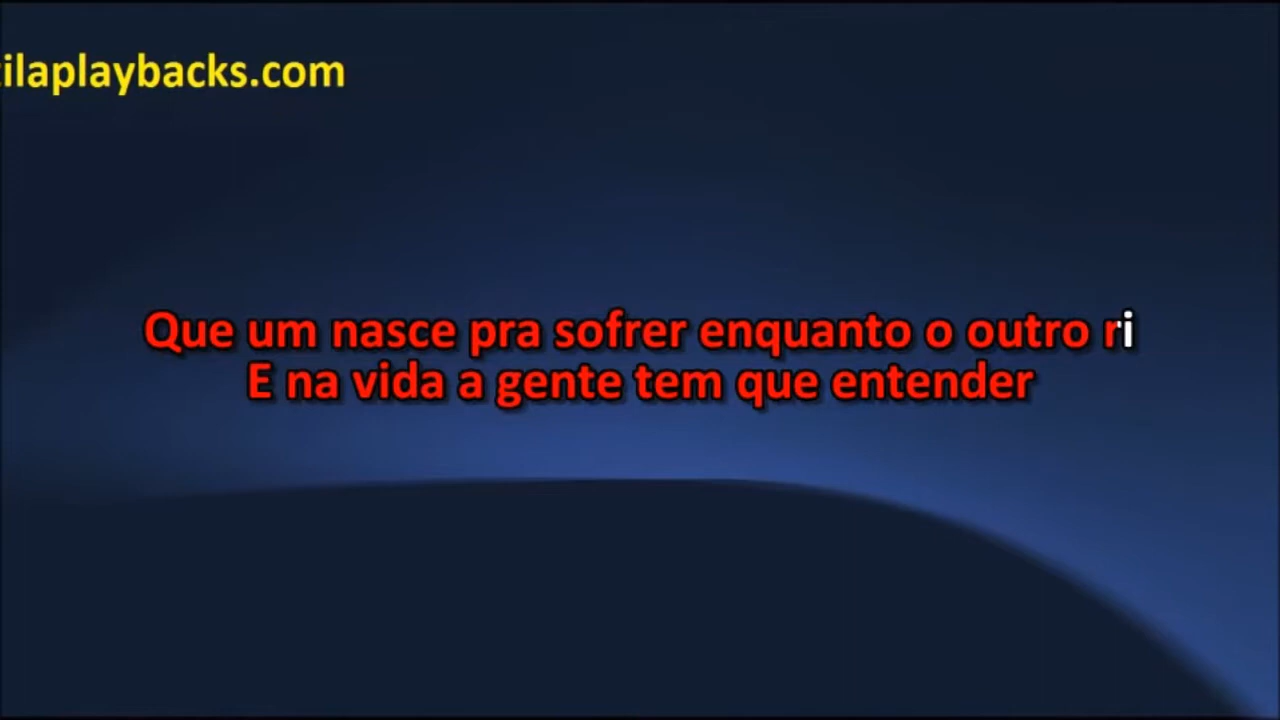 ilaplaybacks.com
Que um nasce pra sofrer enquanto o outro ri
E na vida a gente tem que entender